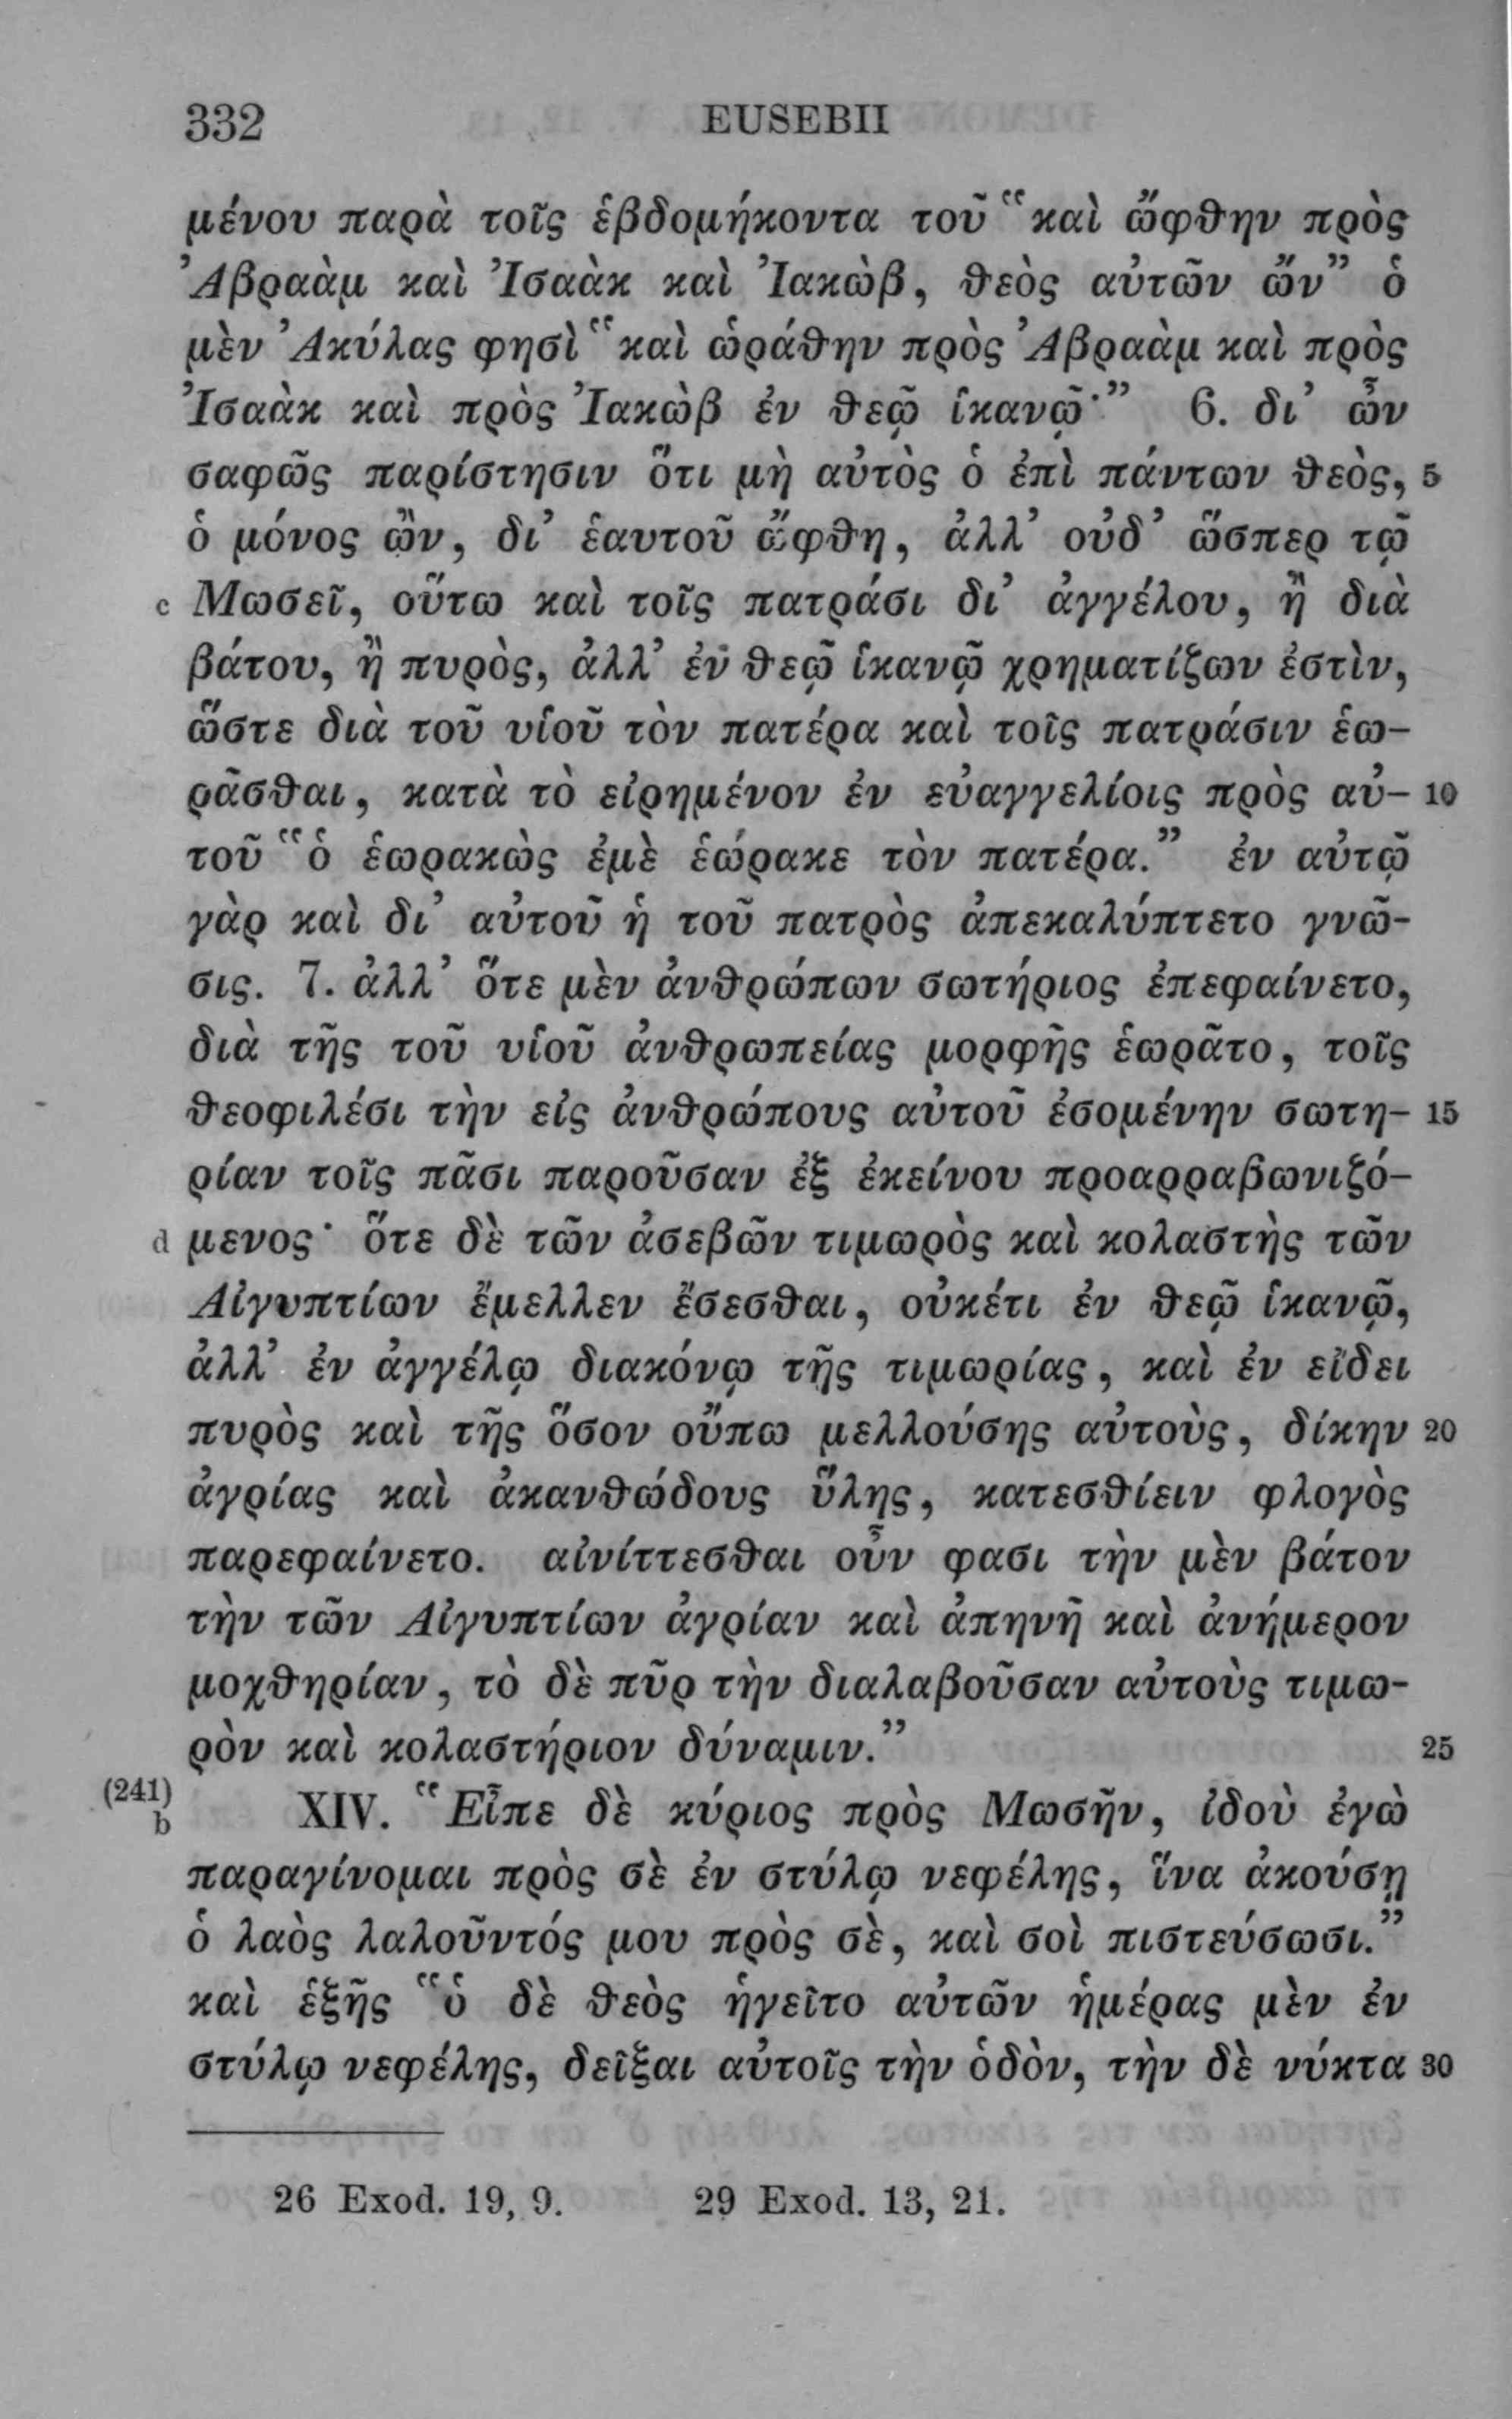 332 EUSEBII
μένου παρὰ τοῖς ἑβδομήκοντα τοῦ “καὶ ὤφθην πρὸς
Ἀβραὰμ καὶ Ἰσαὰκ καὶ Ἰακὼβ, θεὸς αὐτῶν ὤν” ὁ
μὲν Ἀκύλας φησὶ “καὶ ὡράθην πρὸς Ἀβραὰμ καὶ πρὸς
Ἰσαὰκ καὶ πρὸς Ἰακὼβ ἐν θεῷ ἱκανῷ·” 6. δι’ ὧν
σαφῶς παρίστησιν ὅτι μὴ αὐτὸς ὁ ἐπὶ πάντων θεὸς, 5
ὁ μόνος ὢν, δι’ ἑαυτοῦ ὤφθη, ἀλλ’ οὐδ’ ὥσπερ τῷ
c Μωσεῖ, οὕτω καὶ τοῖς πατράσι δι’ ἀγγέλου, ἢ διὰ
βάτου, ἢ πυρὸς, ἀλλ’ ἐν θεῷ ἱκανῷ χρηματίζων ἐστὶν,
ὥστε διὰ τοῦ υἱοῦ τὸν πατέρα καὶ τοῖς πατράσιν ἑω-
ρᾶσθαι, κατὰ τὸ εἰρημένον ἐν εὐαγγελίοις πρὸς αὐ- 10
τοῦ “ὁ ἑωρακὼς ἐμὲ ἑώρακε τὸν πατέρα.” ἐν αὐτῷ
γὰρ καὶ δι’ αὐτοῦ ἡ τοῦ πατρὸς ἀπεκαλύπτετο γνῶ-
σις. 7. ἀλλ’ ὅτε μὲν ἀνθρώπων σωτήριος ἐπεφαίνετο,
διὰ τῆς τοῦ υἱοῦ ἀνθρωπείας μορφῆς ἑωρᾶτο, τοῖς
θεοφιλέσι τὴν εἰς ἀνθρώπους αὐτοῦ ἐσομένην σωτη- 15
ρίαν τοῖς πᾶσι παροῦσαν ἐξ ἐκείνου προαρραβωνιζό-
d μενος· ὅτε δὲ τῶν ἀσεβῶν τιμωρὸς καὶ κολαστὴς τῶν
Αἰγυπτίων ἔμελλεν ἔσεσθαι, οὐκέτι ἐν θεῷ ἱκανῷ,
ἀλλ’ ἐν ἀγγέλῳ διακόνῳ τῆς τιμωρίας, καὶ ἐν εἴδει
πυρὸς καὶ τῆς ὅσον οὔπω μελλούσης αὐτοὺς, δίκην 20
ἀγρίας καὶ ἀκανθώδους ὕλης, κατεσθίειν φλογὸς
παρεφαίνετο. αἰνίττεσθαι οὖν φασι τὴν μὲν βάτον
τὴν τῶν Αἰγυπτίων ἀγρίαν καὶ ἀπηνῆ καὶ ἀνήμερον
μοχθηρίαν, τὸ δὲ πῦρ τὴν διαλαβοῦσαν αὐτοὺς τιμω-
ρὸν καὶ κολαστήριον δύναμιν.” 25
(241)
b XIV. “Εἶπε δὲ κύριος πρὸς Μωσῆν, ἰδοὺ ἐγὼ
παραγίνομαι πρὸς σὲ ἐν στύλῳ νεφέλης, ἵνα ἀκούσῃ
ὁ λαὸς λαλοῦντός μου πρὸς σὲ, καὶ σοὶ πιστεύσωσι.”
καὶ ἑξῆς “ὁ δὲ θεὸς ἡγεῖτο αὐτῶν ἡμέρας μὲν ἐν
στύλῳ νεφέλης, δεῖξαι αὐτοῖς τὴν ὁδὸν, τὴν δὲ νύκτα 30
26 Exod. 19, 9. 29 Exod. 13, 21.